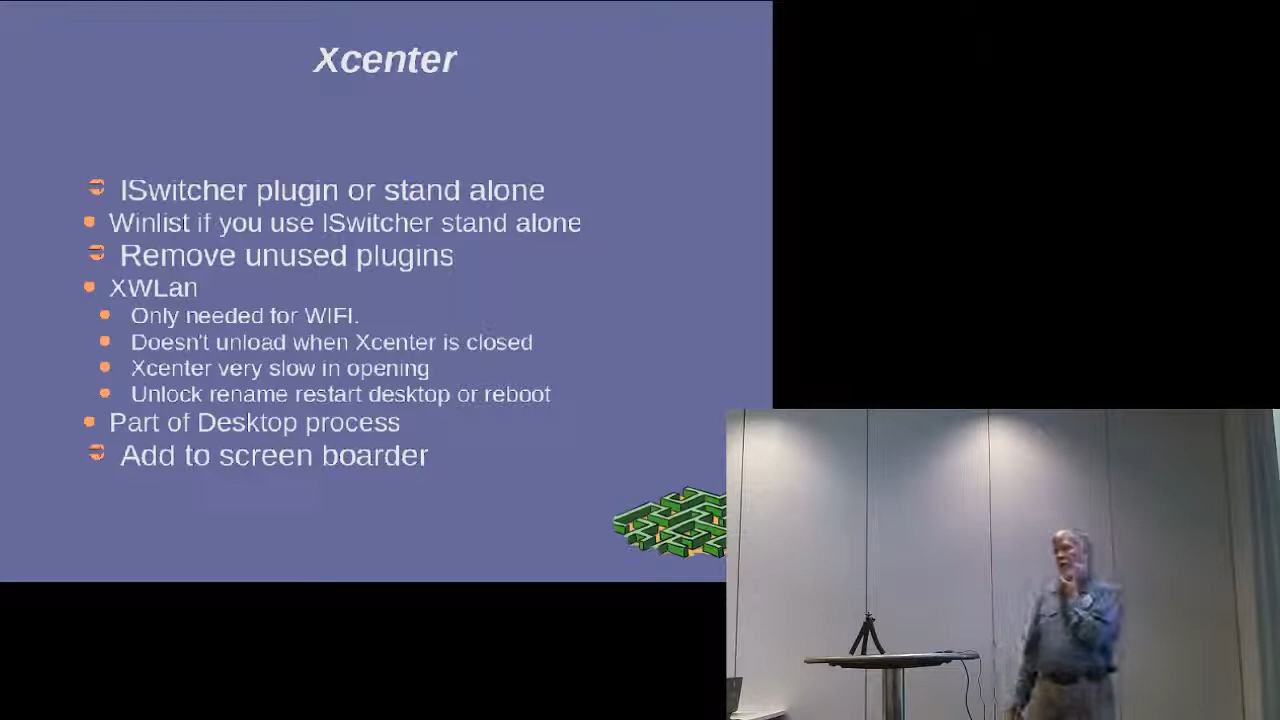 Xcenter
lSwitcher plugin or stand alone
Winlist if you use lSwitcher stand alone
Remove unused plugins
XWLan
Only needed for WIFI.
Doesn't unload when Xcenter is closed
Xcenter very slow in opening
Unlock rename restart desktop or reboot
Part of Desktop process
Add to screen boarder